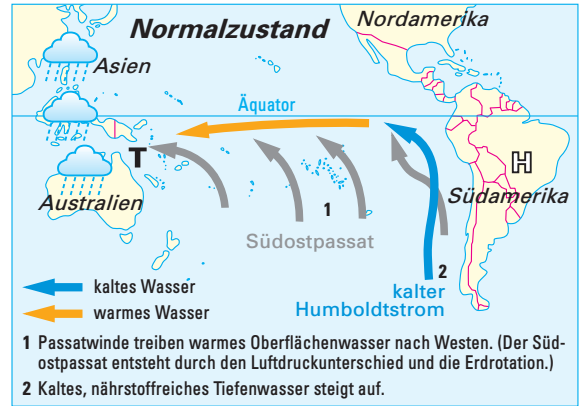 Normalzustand
Nordamerika
Asien
Äquator
T
H
Australien
Südamerika
1
Südostpassat
2
kalter
Humboldtstrom
kaltes Wasser
warmes Wasser
1 Passatwinde treiben warmes Oberflächenwasser nach Westen. (Der Süd-
ostpassat entsteht durch den Luftdruckunterschied und die Erdrotation.)
2 Kaltes, nährstoffreiches Tiefenwasser steigt auf.